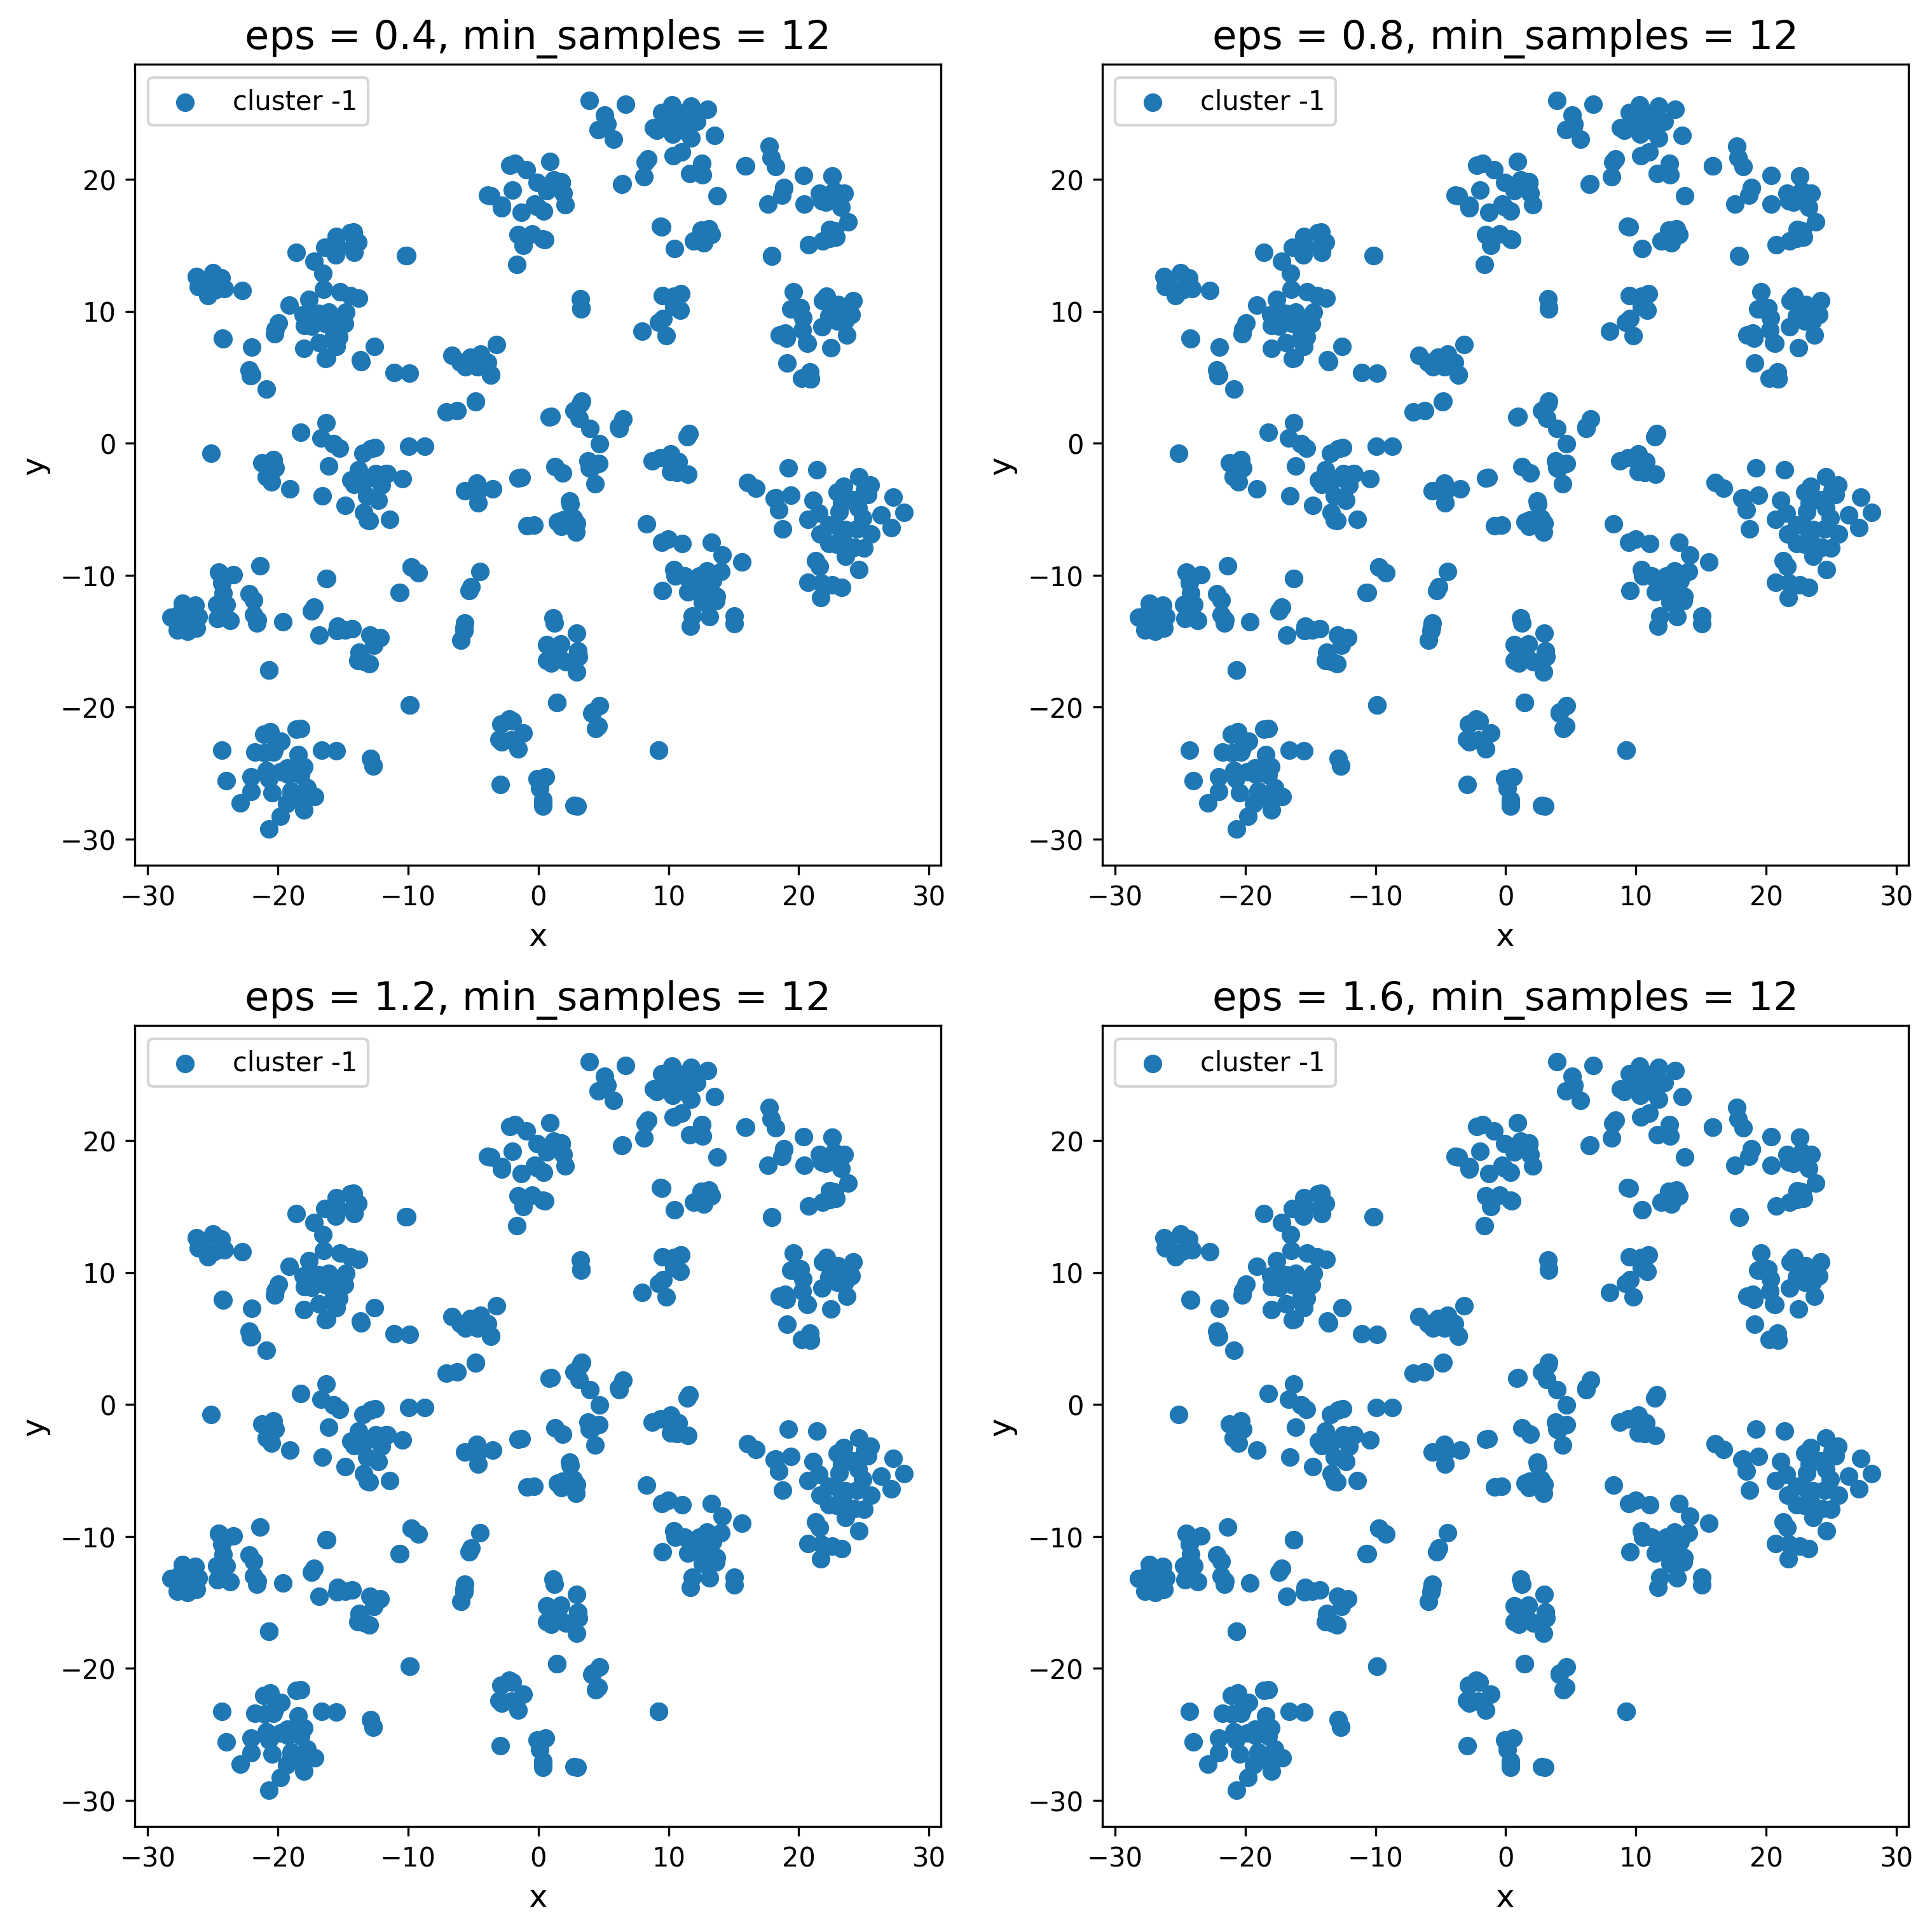 eps = 0.4, min_samples = 12
cluster -1
20
10
0
−10
−20
−30
y
−30 −20 −10 0 10 20 30
x
eps = 0.8, min_samples = 12
cluster -1
20
10
0
−10
−20
−30
y
−30 −20 −10 0 10 20 30
x
eps = 1.2, min_samples = 12
cluster -1
20
10
0
−10
−20
−30
y
−30 −20 −10 0 10 20 30
x
eps = 1.6, min_samples = 12
cluster -1
20
10
0
−10
−20
−30
y
−30 −20 −10 0 10 20 30
x